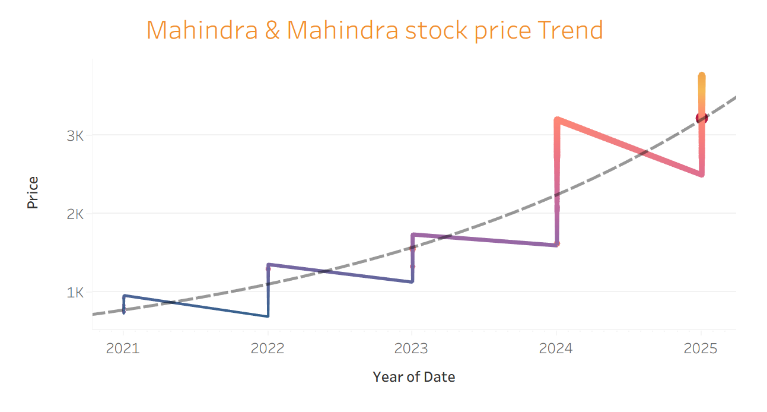 Mahindra & Mahindra stock price Trend
Price
3K
2K
1K
2021 2022 2023 2024 2025
Year of Date